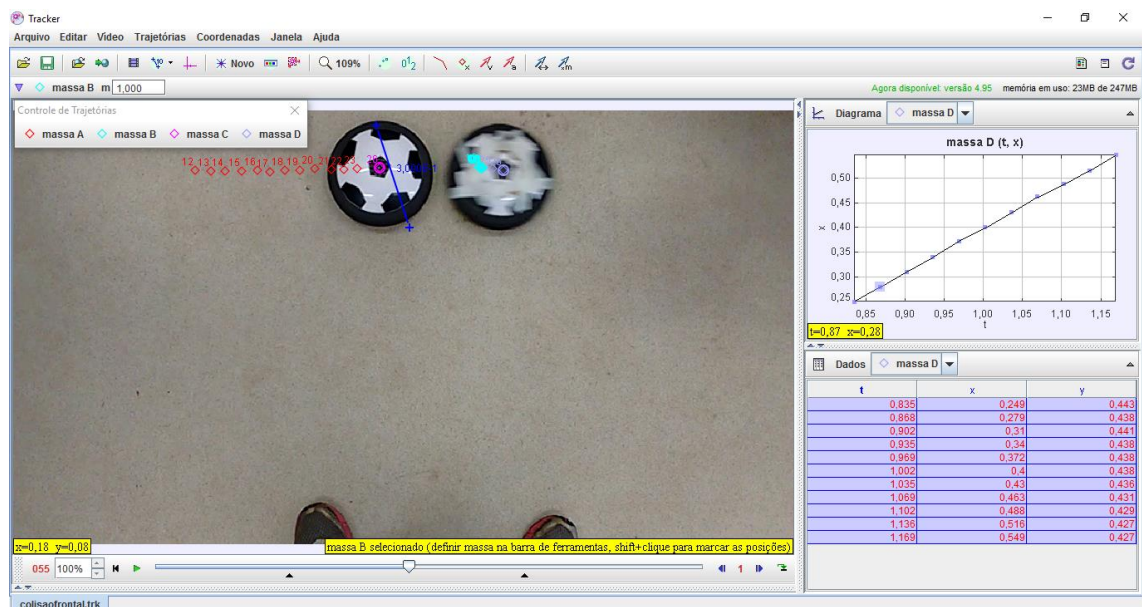 Tracker
Arquivo Editar Video Trajetórias Coordenadas Janela Ajuda
Novo 109%
massa B m 1,000 Agora disponível: versão 4.95 memória em uso: 23MB de 247MB
Controle de Trajetórias
massa A massa B massa C massa D
12 13 14 15 16 17 18 19 20 21 22 23
Diagrama massa D
massa D (t, x)
x
0,50
0,45
0,40
0,35
0,30
0,25
0,85 0,90 0,95 1,00 1,05 1,10 1,15
t
t=0,87 x=0,28
Dados massa D
t x y
0,835 0,249 0,443
0,868 0,279 0,438
0,902 0,31 0,441
0,935 0,34 0,438
0,969 0,372 0,438
1,002 0,4 0,438
1,035 0,43 0,436
1,069 0,463 0,431
1,102 0,488 0,429
1,136 0,516 0,427
1,169 0,549 0,427
x=0,18 y=0,08
massa B selecionado (definir massa na barra de ferramentas, shift+clique para marcar as posições)
055 100% 1
colisaofrontal.trk